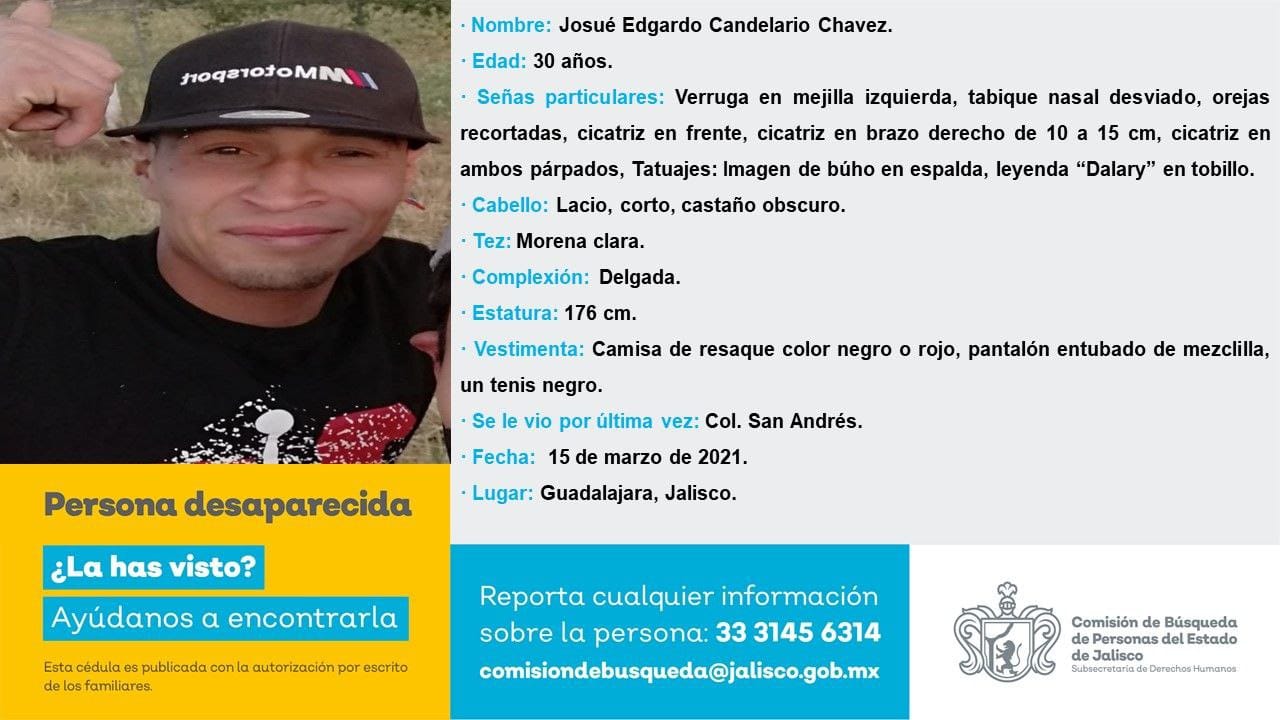 MMotorsport
· Nombre: Josué Edgardo Candelario Chavez.
· Edad: 30 años.
· Señas particulares: Verruga en mejilla izquierda, tabique nasal desviado, orejas
recortadas, cicatriz en frente, cicatriz en brazo derecho de 10 a 15 cm, cicatriz en
ambos párpados, Tatuajes: Imagen de búho en espalda, leyenda “Dalary” en tobillo.
· Cabello: Lacio, corto, castaño obscuro.
· Tez: Morena clara.
· Complexión: Delgada.
· Estatura: 176 cm.
· Vestimenta: Camisa de resaque color negro o rojo, pantalón entubado de mezclilla,
un tenis negro.
· Se le vio por última vez: Col. San Andrés.
· Fecha: 15 de marzo de 2021.
· Lugar: Guadalajara, Jalisco.
Persona desaparecida
¿La has visto?
Ayúdanos a encontrarla
Esta cédula es publicada con la autorización por escrito
de los familiares.
Reporta cualquier información
sobre la persona: 33 3145 6314
comisiondebusqueda@jalisco.gob.mx
Comisión de Búsqueda
de Personas del Estado
de Jalisco
Subsecretaría de Derechos Humanos